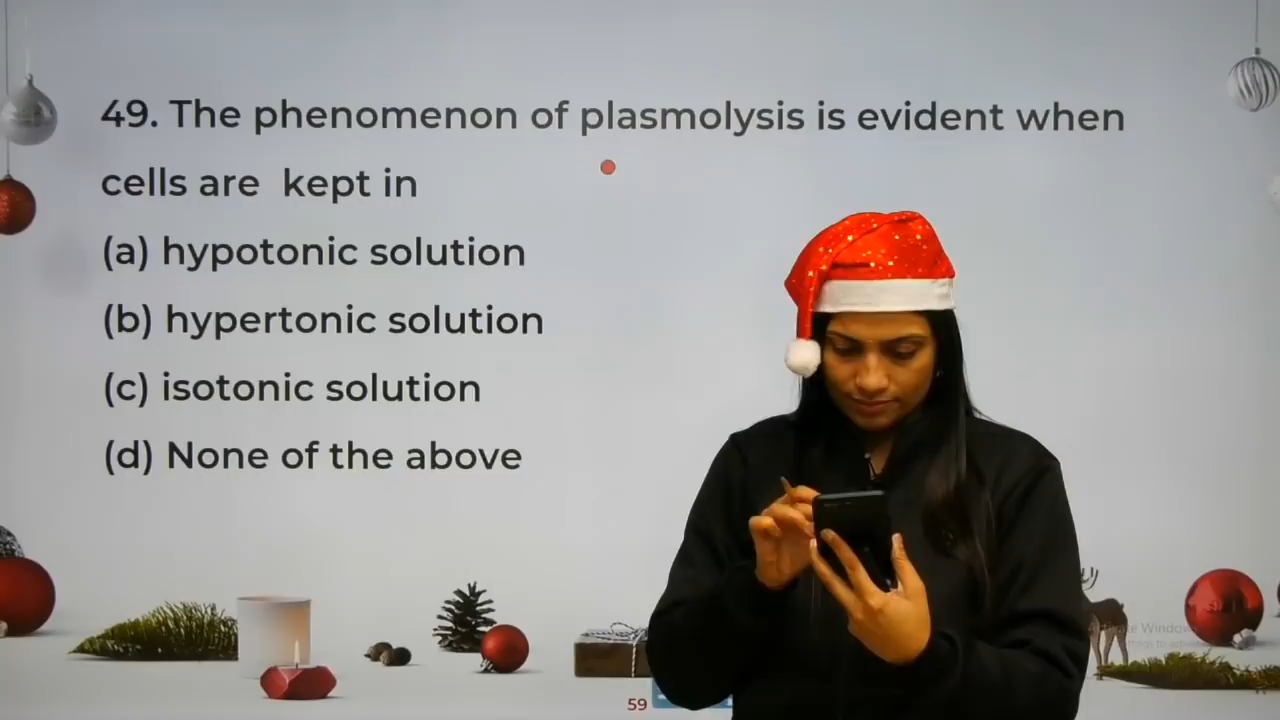 49. The phenomenon of plasmolysis is evident when
cells are kept in
(a) hypotonic solution
(b) hypertonic solution
(c) isotonic solution
(d) None of the above
59